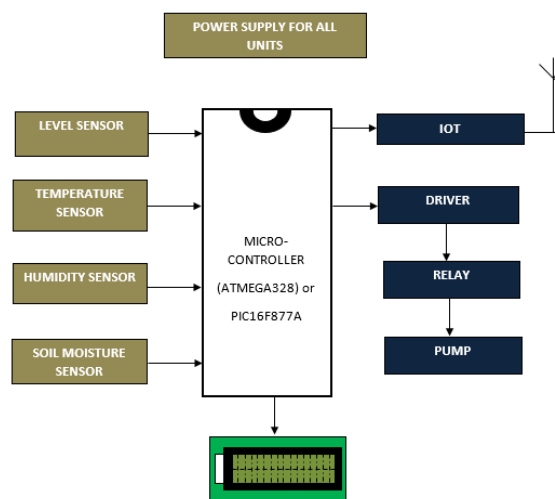 POWER SUPPLY FOR ALL
UNITS
LEVEL SENSOR
TEMPERATURE
SENSOR
HUMIDITY SENSOR
SOIL MOISTURE
SENSOR
MICRO-
CONTROLLER
(ATMEGA328) or
PIC16F877A
IOT
DRIVER
RELAY
PUMP